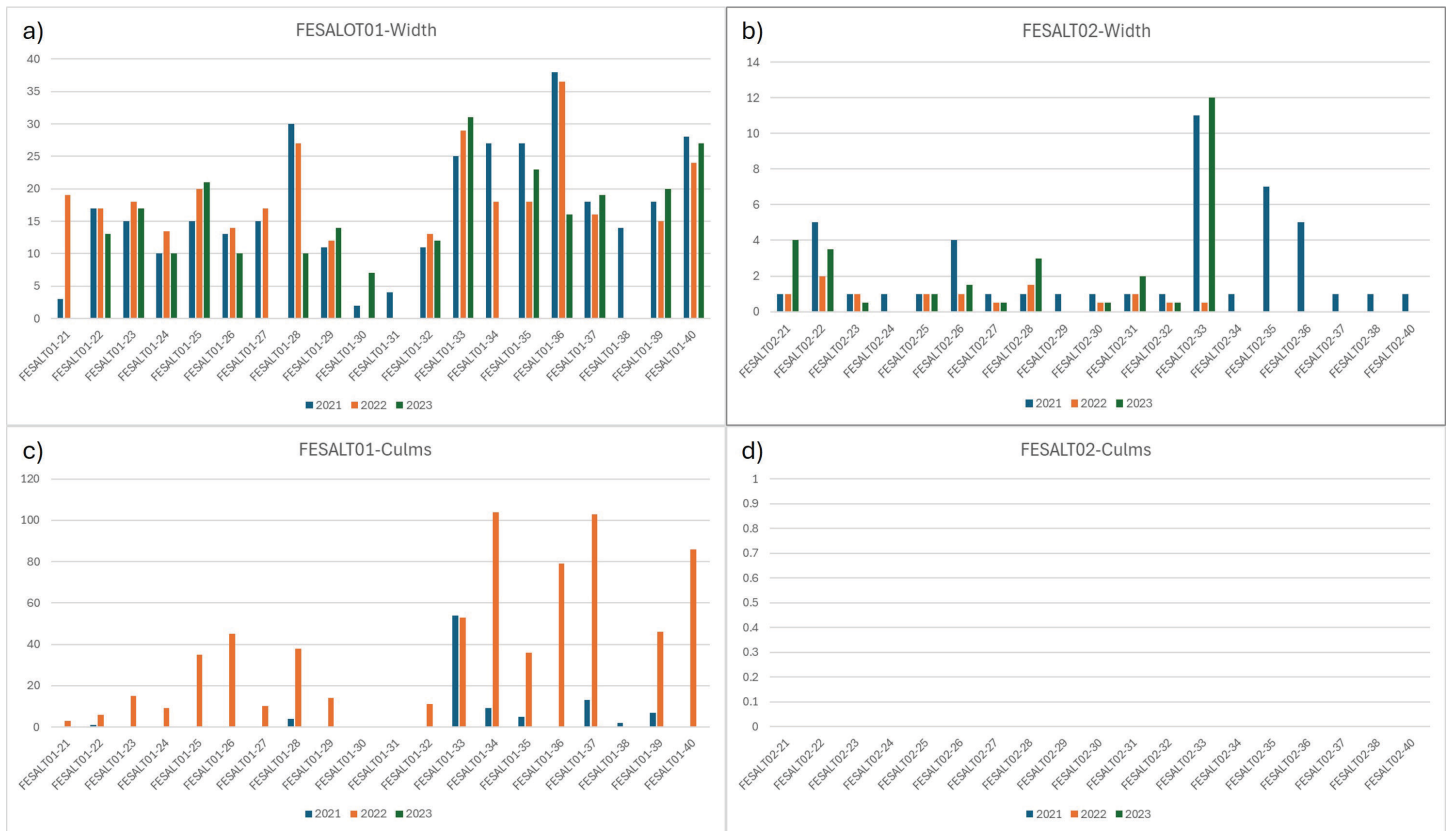 a)
FESALOT01-Width
40
35
30
25
20
15
10
5
0
FESALT01-21
FESALT01-22
FESALT01-23
FESALT01-24
FESALT01-25
FESALT01-26
FESALT01-27
FESALT01-28
FESALT01-29
FESALT01-30
FESALT01-31
FESALT01-32
FESALT01-33
FESALT01-34
FESALT01-35
FESALT01-36
FESALT01-37
FESALT01-38
FESALT01-39
FESALT01-40
2021 2022 2023
b)
FESALT02-Width
14
12
10
8
6
4
2
0
FESALT02-21
FESALT02-22
FESALT02-23
FESALT02-24
FESALT02-25
FESALT02-26
FESALT02-27
FESALT02-28
FESALT02-29
FESALT02-30
FESALT02-31
FESALT02-32
FESALT02-33
FESALT02-34
FESALT02-35
FESALT02-36
FESALT02-37
FESALT02-38
FESALT02-40
2021 2022 2023
c)
FESALT01-Culms
120
100
80
60
40
20
0
FESALT01-21
FESALT01-22
FESALT01-23
FESALT01-24
FESALT01-25
FESALT01-26
FESALT01-27
FESALT01-28
FESALT01-29
FESALT01-30
FESALT01-31
FESALT01-32
FESALT01-33
FESALT01-34
FESALT01-35
FESALT01-36
FESALT01-37
FESALT01-38
FESALT01-39
FESALT01-40
2021 2022 2023
d)
FESALT02-Culms
1
0.9
0.8
0.7
0.6
0.5
0.4
0.3
0.2
0.1
0
FESALT02-21
FESALT02-22
FESALT02-23
FESALT02-24
FESALT02-25
FESALT02-26
FESALT02-27
FESALT02-28
FESALT02-29
FESALT02-30
FESALT02-31
FESALT02-32
FESALT02-33
FESALT02-34
FESALT02-35
FESALT02-36
FESALT02-37
FESALT02-38
FESALT02-40
2021 2022 2023